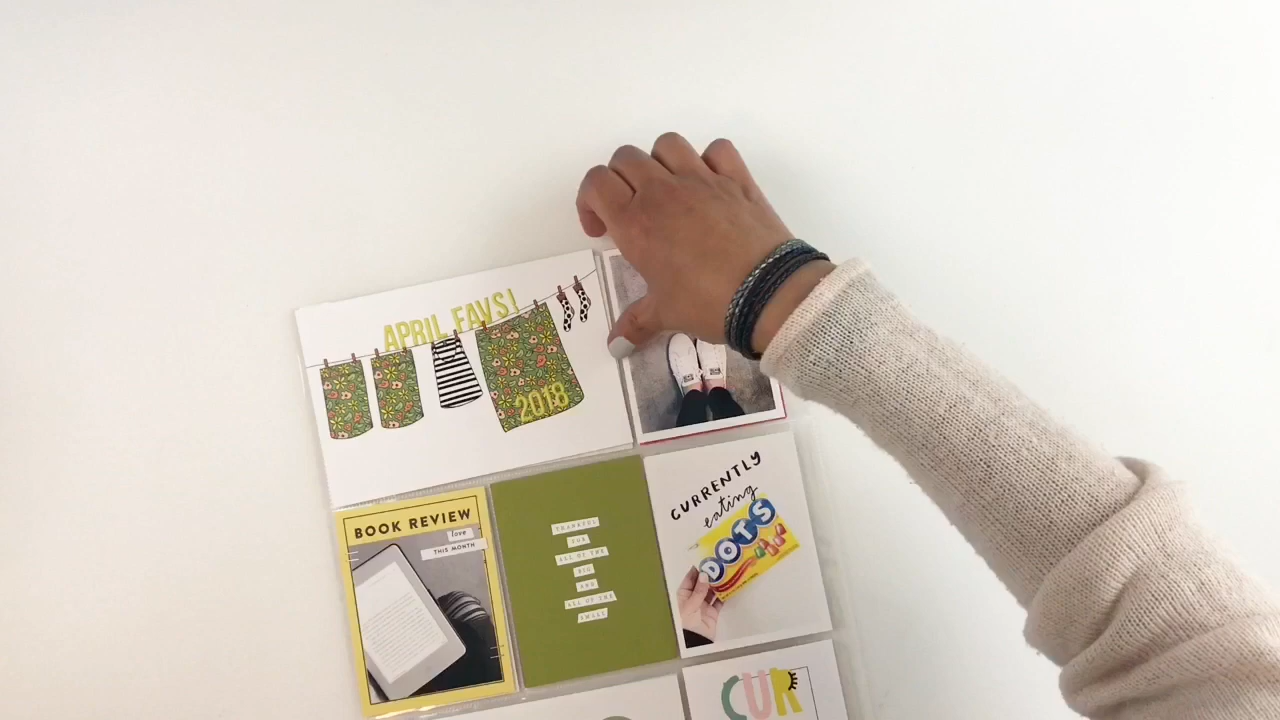 APRIL FAVS!
2018
BOOK REVIEW
love
THIS MONTH
THANKFUL
FOR
ALL OF THE
BIG
AND
ALL OF THE
SMALL
CURRENTLY
eating
DOTS
CUR